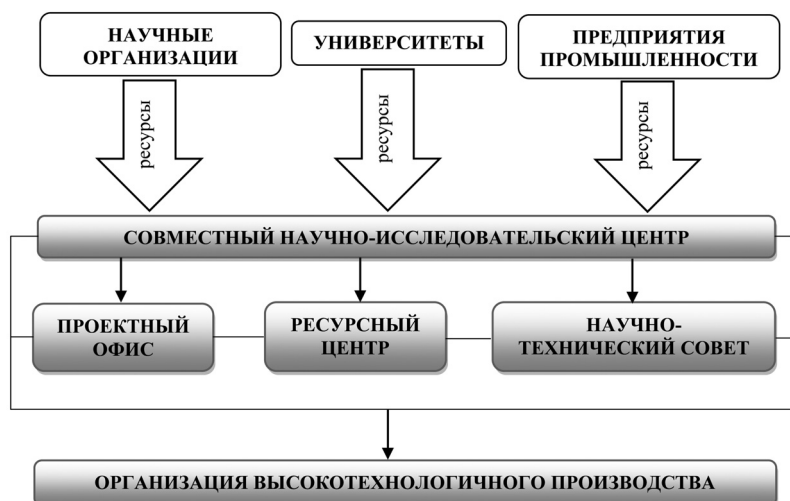 НАУЧНЫЕ
ОРГАНИЗАЦИИ
УНИВЕРСИТЕТЫ
ПРЕДПРИЯТИЯ
ПРОМЫШЛЕННОСТИ
ресурсы
ресурсы
ресурсы
СОВМЕСТНЫЙ НАУЧНО-ИССЛЕДОВАТЕЛЬСКИЙ ЦЕНТР
ПРОЕКТНЫЙ
ОФИС
РЕСУРСНЫЙ
ЦЕНТР
НАУЧНО-
ТЕХНИЧЕСКИЙ СОВЕТ
ОРГАНИЗАЦИЯ ВЫСОКОТЕХНОЛОГИЧНОГО ПРОИЗВОДСТВА